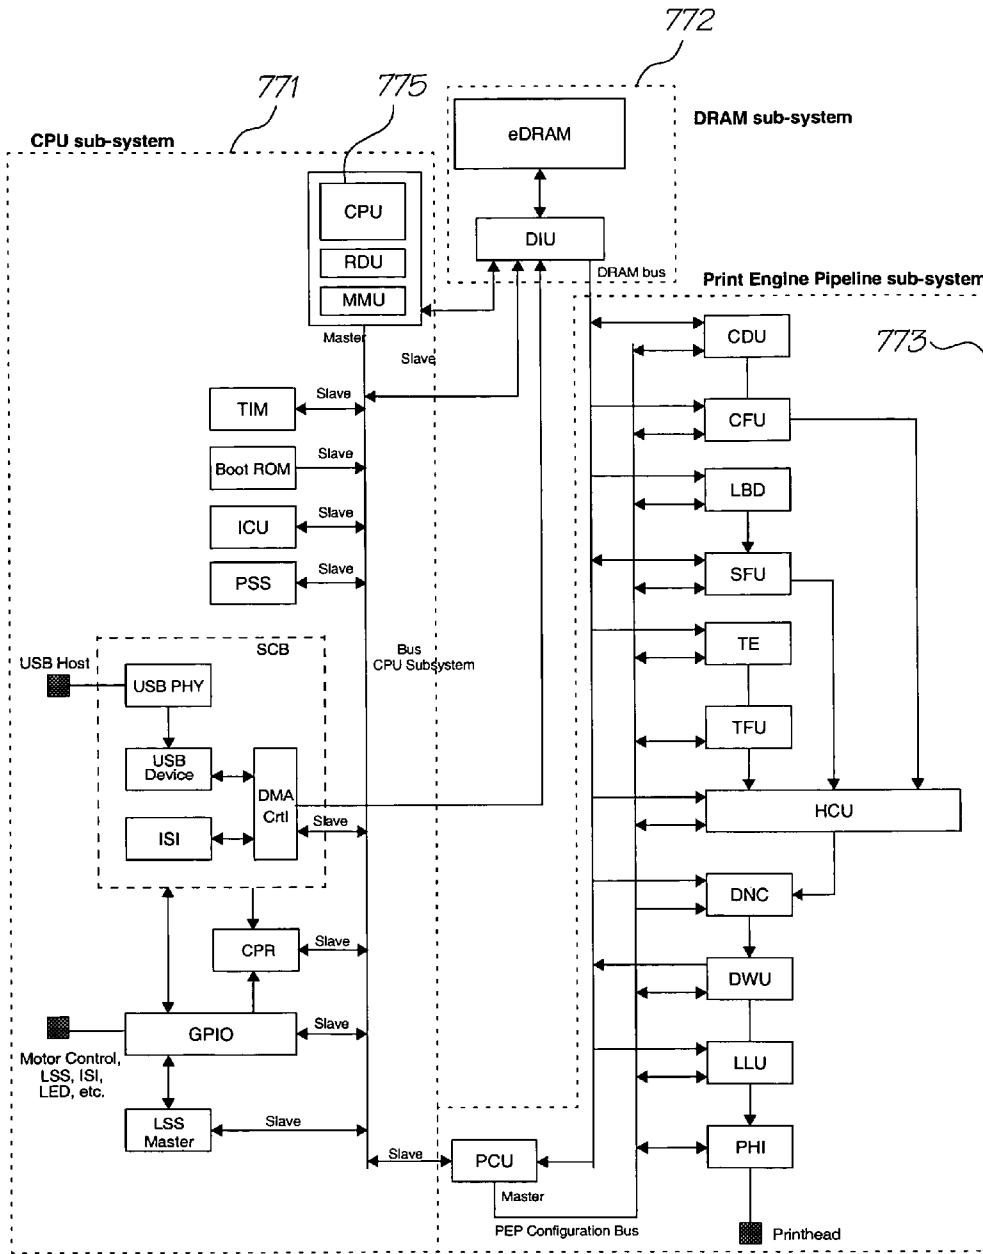 772
771
775
CPU sub-system
DRAM sub-system
eDRAM
CPU
RDU
MMU
DIU
DRAM bus
Print Engine Pipeline sub-system
Master
Slave
773
CDU
TIM
Slave
CFU
Boot ROM
Slave
LBD
ICU
Slave
PSS
Slave
SFU
SCB
Bus
CPU Subsystem
TE
USB Host
USB PHY
TFU
USB
Device
DMA
Crtl
Slave
ISI
HCU
DNC
CPR
Slave
DWU
GPIO
Slave
Motor Control,
LSS, ISI,
LED, etc.
LLU
LSS
Master
Slave
PHI
Slave
PCU
Master
PEP Configuration Bus
Printhead